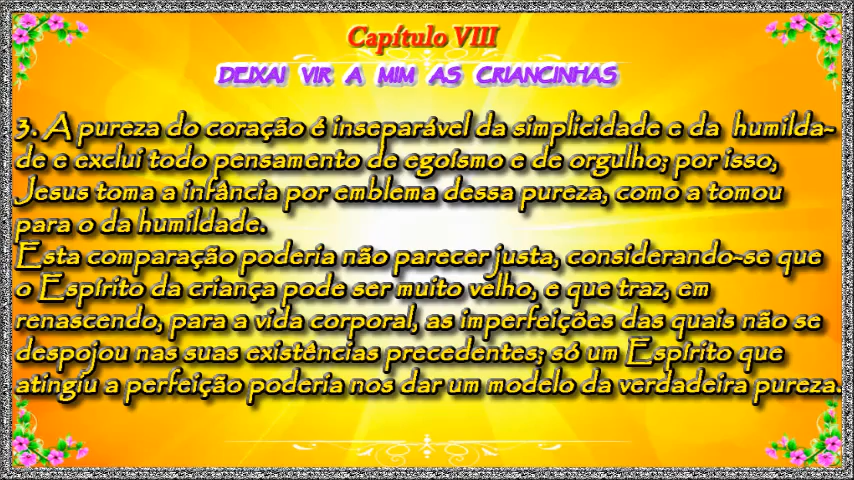 Capítulo VIII
DEIXAI VIR A MIM AS CRIANCINHAS
3. A pureza do coração é inseparável da simplicidade e da humilda-
de e exclui todo pensamento de egoísmo e de orgulho; por isso,
Jesus toma a infância por emblema dessa pureza, como a tomou
para o da humildade.
Esta comparação poderia não parecer justa, considerando-se que
o Espírito da criança pode ser muito velho, e que traz, em
renascendo, para a vida corporal, as imperfeições das quais não se
despojou nas suas existências precedentes; só um Espírito que
atingiu a perfeição poderia nos dar um modelo da verdadeira pureza.